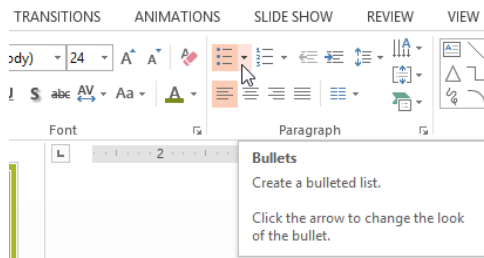 TRANSITIONS ANIMATIONS SLIDE SHOW REVIEW VIEW
ody) 24 A A
U S abc AV Aa A
Font Paragraph
L 2
Bullets
Create a bulleted list.
Click the arrow to change the look
of the bullet.